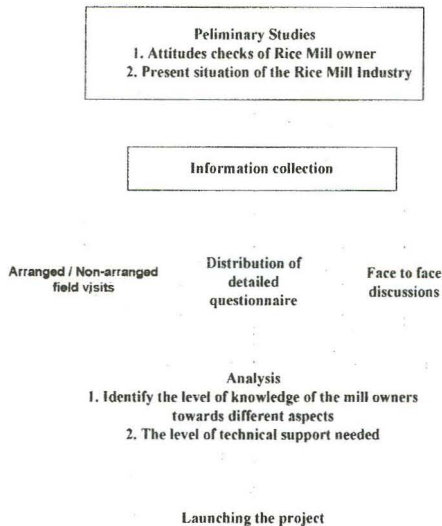 Peliminary Studies
1. Attitudes checks of Rice Mill owner
2. Present situation of the Rice Mill Industry
Information collection
Arranged / Non-arranged
field visits
Distribution of
detailed
questionnaire
Face to face
discussions
Analysis
1. Identify the level of knowledge of the mill owners
towards different aspects
2. The level of technical support needed
Launching the project